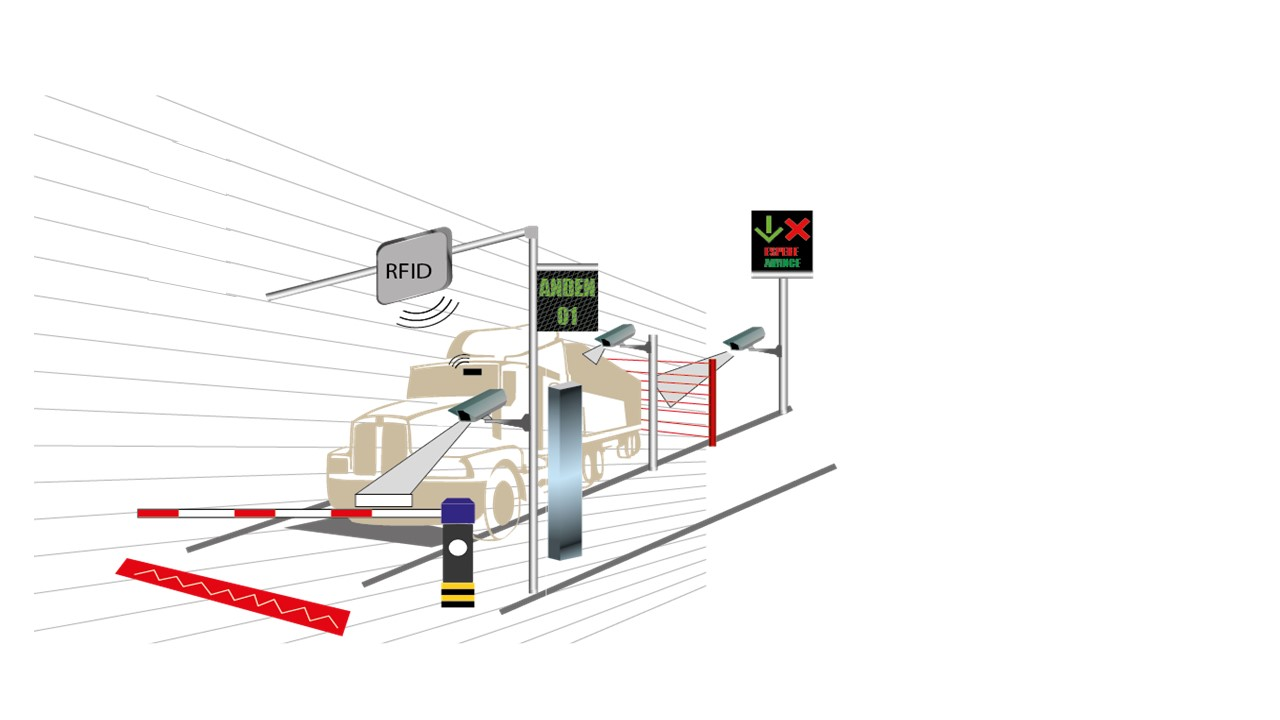 RFID
ANDEN
01
ESPERE
AVANCE